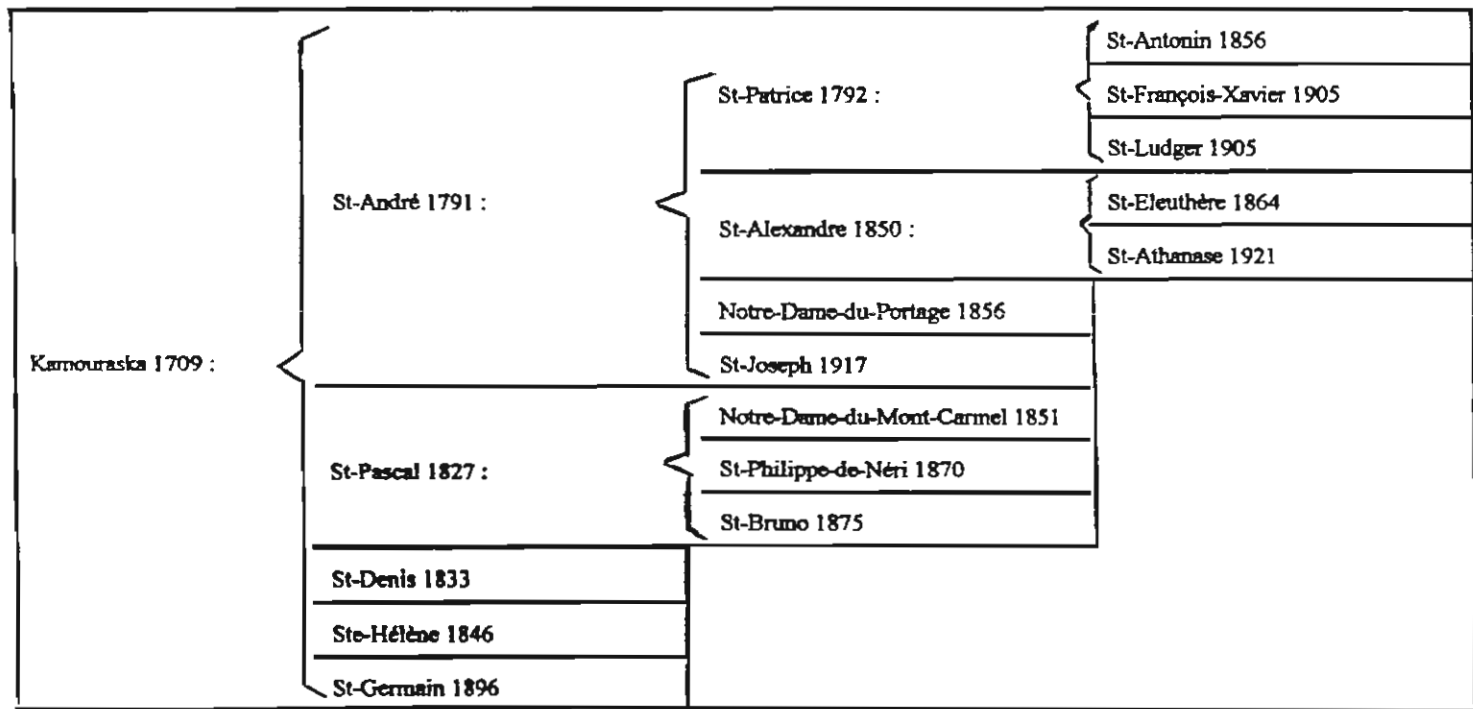 Kamouraska 1709 :
St-André 1791 :
St-Patrice 1792 :
St-Antonin 1856
St-François-Xavier 1905
St-Ludger 1905
St-Alexandre 1850 :
St-Eleuthère 1864
St-Athanase 1921
Notre-Dame-du-Portage 1856
St-Joseph 1917
St-Pascal 1827 :
Notre-Dame-du-Mont-Carmel 1851
St-Philippe-de-Néri 1870
St-Bruno 1875
St-Denis 1833
Ste-Hélène 1846
St-Germain 1896